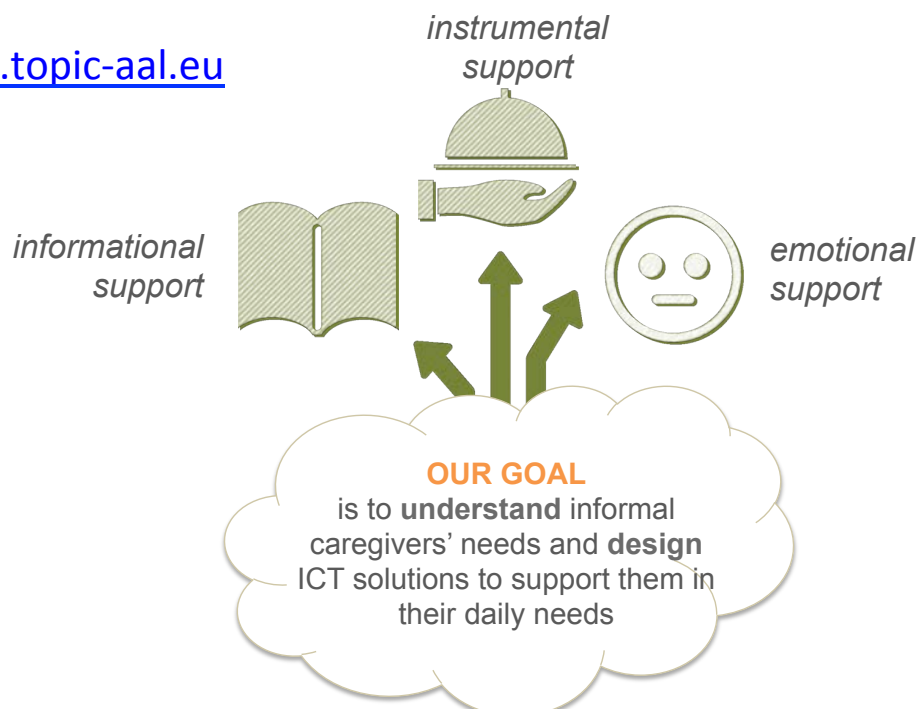 instrumental
support
.topic-aal.eu
informational
support
emotional
support
OUR GOAL
is to understand informal
caregivers’ needs and design
ICT solutions to support them in
their daily needs